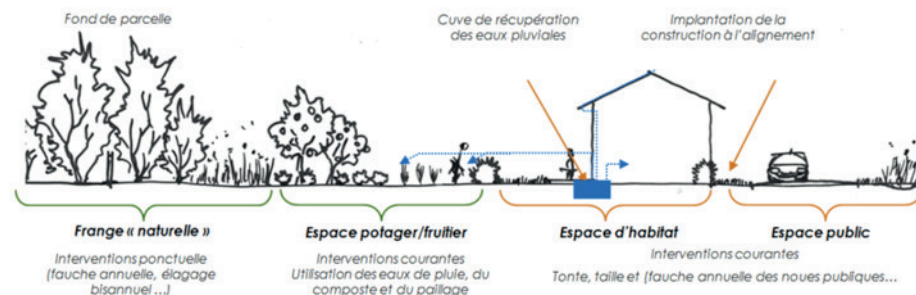 Fond de parcelle
Cuve de récupération
des eaux pluviales
Implantation de la
construction à l'alignement
Frange « naturelle »
Interventions ponctuelle
(fauche annuelle, élagage
bisannuel ...)
Espace potager/fruitier
Interventions courantes
Utilisation des eaux de pluie, du
composte et du paillage
Espace d'habitat
Espace public
Interventions courantes
Tonte, taille et (fauche annuelle des noues publiques...